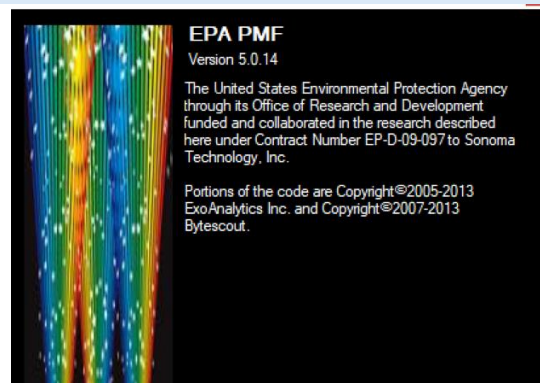 EPA PMF
Version 5.0.14
The United States Environmental Protection Agency
through its Office of Research and Development
funded and collaborated in the research described
here under Contract Number EP-D-09-097 to Sonoma
Technology, Inc.
Portions of the code are Copyright©2005-2013
ExoAnalytics Inc. and Copyright©2007-2013
Bytescout.